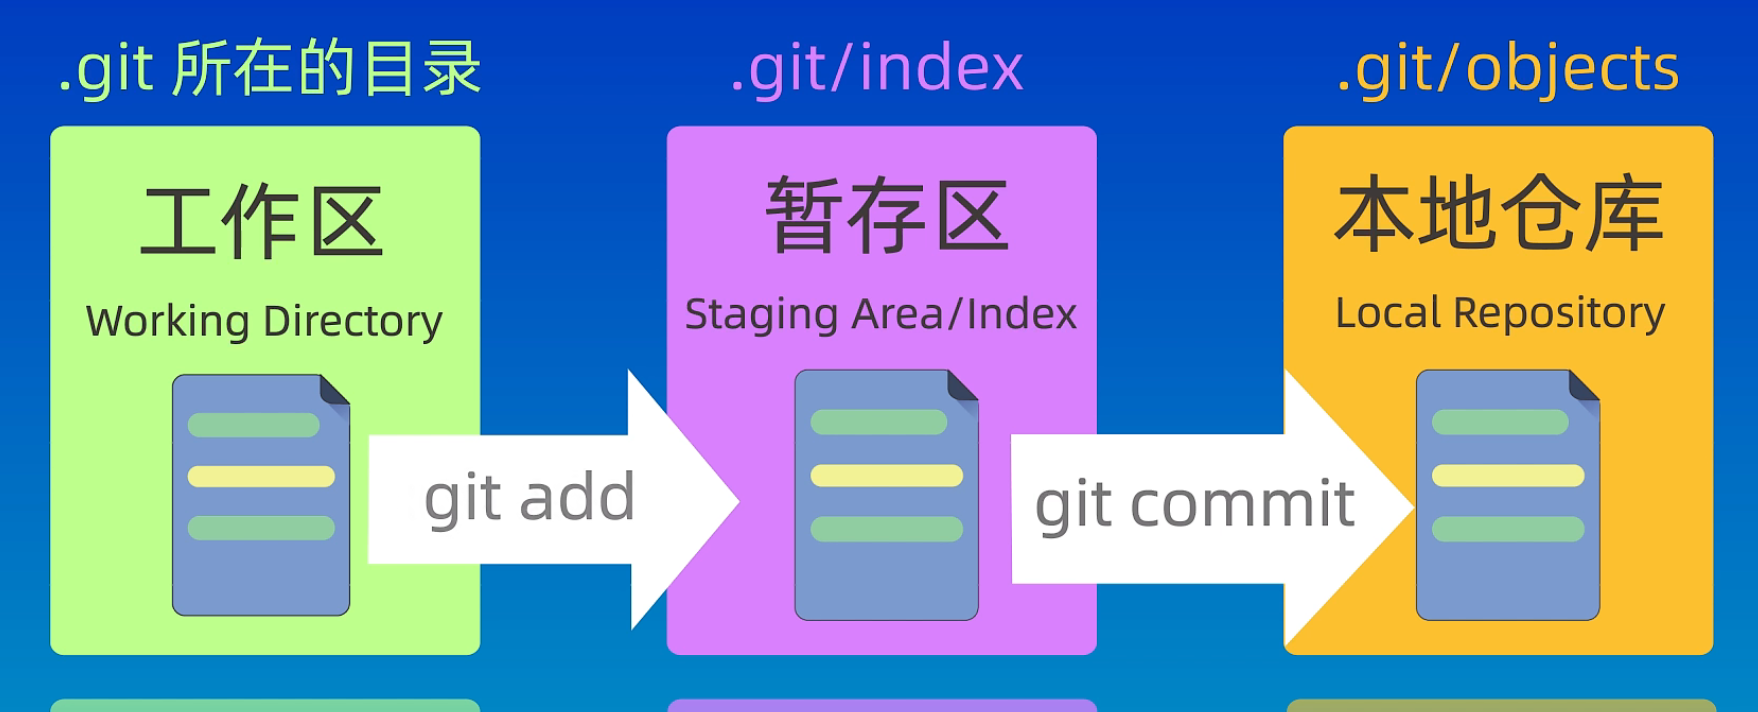 .git 所在的目录
.git/index
.git/objects
工作区
暂存区
本地仓库
Working Directory
Staging Area/Index
Local Repository
git add
git commit